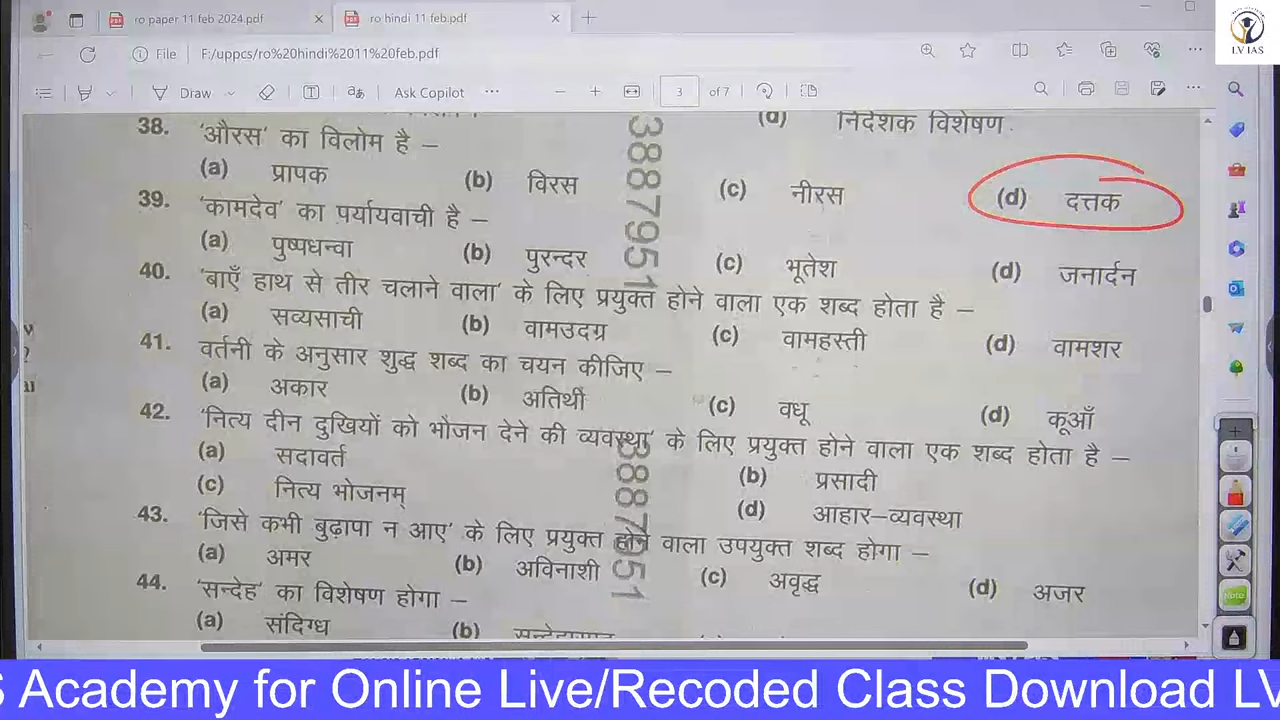 ro paper 11 feb 2024.pdf
ro hindi 11 feb.pdf
LV IAS
File
F:/uppcs/ro%20hindi%2011%20feb.pdf
Draw
Ask Copilot
3 of 7
(d) निदेशक विशेषण
38. 'औरस' का विलोम है –
(a) प्रापक (b) विरस (c) नीरस (d) दत्तक
39. 'कामदेव' का पर्यायवाची है –
(a) पुष्पधन्वा (b) पुरन्दर (c) भूतेश (d) जनार्दन
40. 'बाएँ हाथ से तीर चलाने वाला' के लिए प्रयुक्त होने वाला एक शब्द होता है –
(a) सव्यसाची (b) वामउदग्र (c) वामहस्ती (d) वामशर
41. वर्तनी के अनुसार शुद्ध शब्द का चयन कीजिए –
(a) अकार (b) अतिर्थी (c) वधू (d) कूआँ
42. 'नित्य दीन दुखियों को भौजन देने की व्यवस्था' के लिए प्रयुक्त होने वाला एक शब्द होता है –
(a) सदावर्त (b) प्रसादी
(c) नित्य भोजनम् (d) आहार–व्यवस्था
43. 'जिसे कभी बुढ़ापा न आए' के लिए प्रयुक्त होने वाला उपयुक्त शब्द होगा –
(a) अमर (b) अविनाशी (c) अवृद्ध (d) अजर
44. 'सन्देह' का विशेषण होगा –
(a) संदिग्ध (b)
3887951
3887951
S Academy for Online Live/Recoded Class Download LV